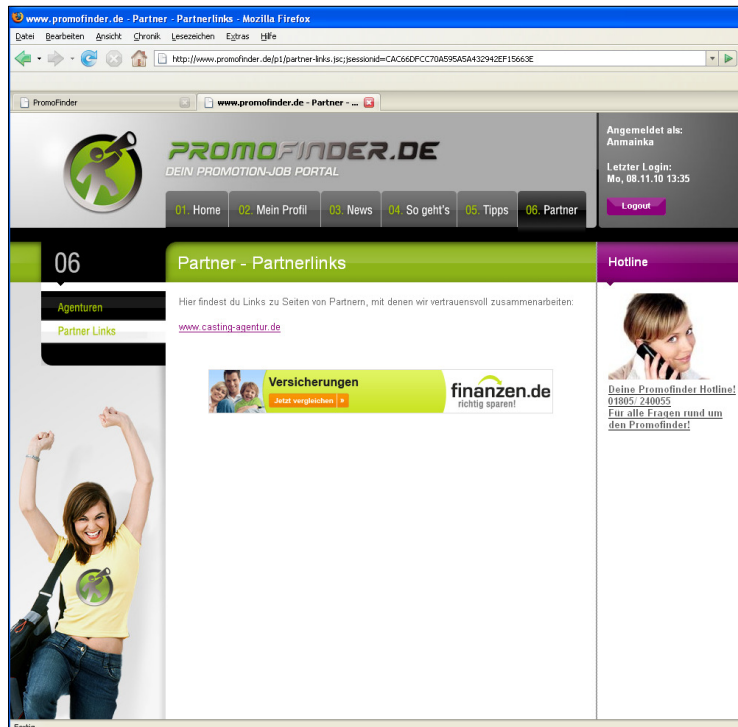 www.promofinder.de - Partner - Partnerlinks - Mozilla Firefox
Datei Bearbeiten Ansicht Chronik Lesezeichen Extras Hilfe
http://www.promofinder.de/p1/partner-links.jsc;jsessionid=CAC66DFCC70A595A5A432942EF15663E
PromoFinder
www.promofinder.de - Partner - ...
PROMOFINDER.DE
DEIN PROMOTION-JOB PORTAL
Angemeldet als:
Anmainka
Letzter Login:
Mo, 08.11.10 13:35
Logout
01. Home 02. Mein Profil 03. News 04. So geht's 05. Tipps 06. Partner
06
Agenturen
Partner Links
Partner - Partnerlinks
Hier findest du Links zu Seiten von Partnern, mit denen wir vertrauensvoll zusammenarbeiten:
www.casting-agentur.de
Versicherungen
Jetzt vergleichen
finanzen.de
richtig sparen!
Hotline
Deine Promofinder Hotline!
01805/ 240055
Für alle Fragen rund um
den Promofinder!
Fertig